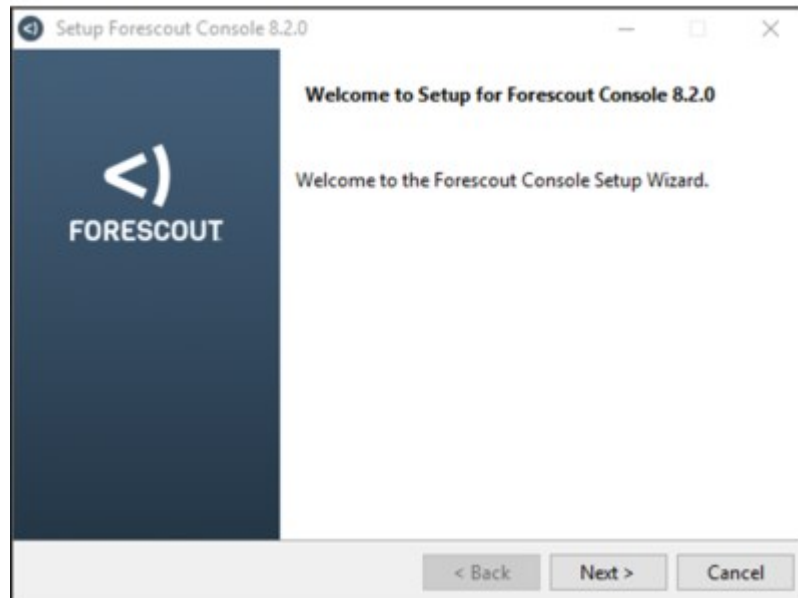 Setup Forescout Console 8.2.0
Welcome to Setup for Forescout Console 8.2.0
<)
FORESCOUT
Welcome to the Forescout Console Setup Wizard.
< Back
Next >
Cancel